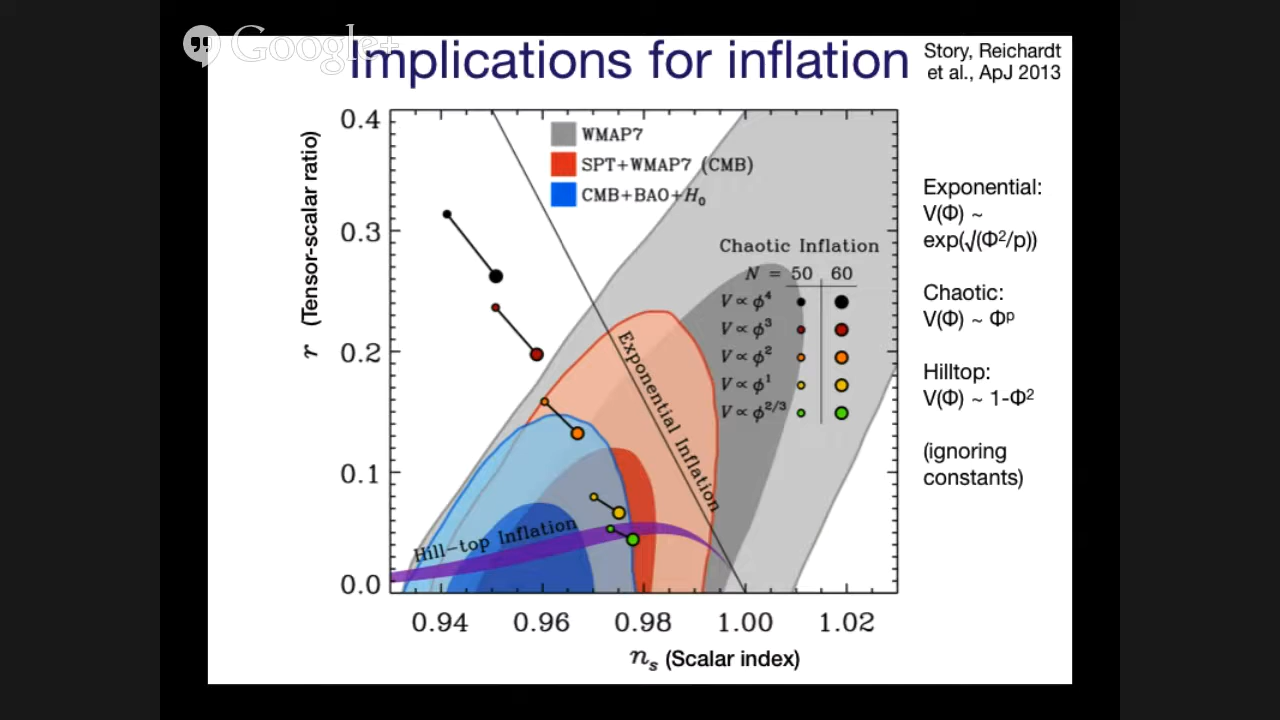 Google+
Implications for inflation
Story, Reichardt
et al., ApJ 2013
0.4
0.3
0.2
0.1
0.0
r (Tensor-scalar ratio)
WMAP7
SPT+WMAP7 (CMB)
CMB+BAO+H₀
Chaotic Inflation
N = 50 60
V ∝ ϕ⁴
V ∝ ϕ³
V ∝ ϕ²
V ∝ ϕ¹
V ∝ ϕ^2/3
Exponential Inflation
Hill-top Inflation
0.94 0.96 0.98 1.00 1.02
nₛ (Scalar index)
Exponential:
V(Φ) ~
exp(√(Φ²/p))
Chaotic:
V(Φ) ~ Φᵖ
Hilltop:
V(Φ) ~ 1-Φ²
(ignoring
constants)